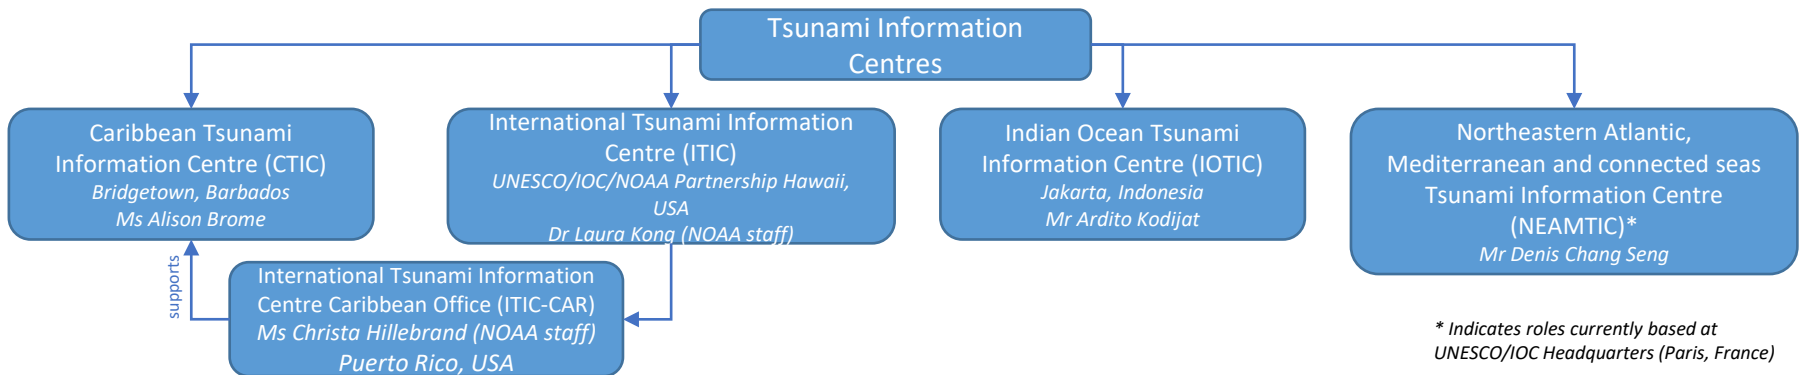 Tsunami Information
Centres
Caribbean Tsunami
Information Centre (CTIC)
Bridgetown, Barbados
Ms Alison Brome
International Tsunami Information
Centre (ITIC)
UNESCO/IOC/NOAA Partnership Hawaii,
USA
Dr Laura Kong (NOAA staff)
Indian Ocean Tsunami
Information Centre (IOTIC)
Jakarta, Indonesia
Mr Ardito Kodijat
Northeastern Atlantic,
Mediterranean and connected seas
Tsunami Information Centre
(NEAMTIC)*
Mr Denis Chang Seng
supports
International Tsunami Information
Centre Caribbean Office (ITIC-CAR)
Ms Christa Hillebrand (NOAA staff)
Puerto Rico, USA
* Indicates roles currently based at
UNESCO/IOC Headquarters (Paris, France)